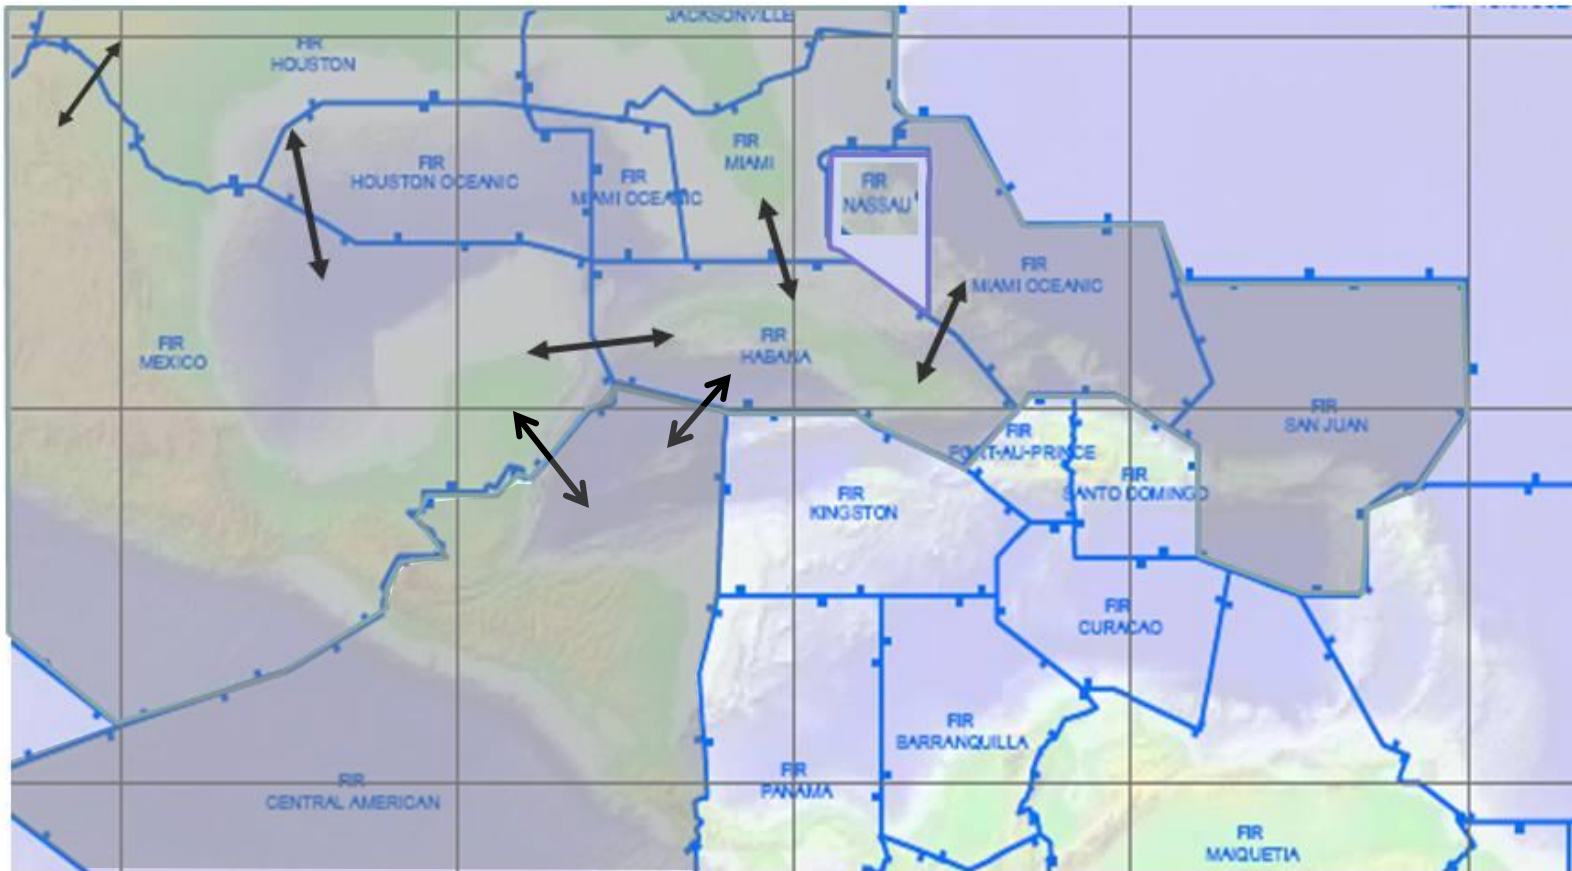 JACKSONVILLE
FIR
HOUSTON
FIR
HOUSTON OCEANIC
FIR
MIAMI OCEANIC
FIR
MIAMI
FIR
NASSAU
FIR
MIAMI OCEANIC
FIR
MEXICO
FIR
HABANA
FIR
SAN JUAN
FIR
PORT-AU-PRINCE
FIR
SANTO DOMINGO
FIR
KINGSTON
FIR
CURACAO
FIR
BARRANQUILLA
FIR
PANAMA
FIR
CENTRAL AMERICAN
FIR
MAIQUETIA